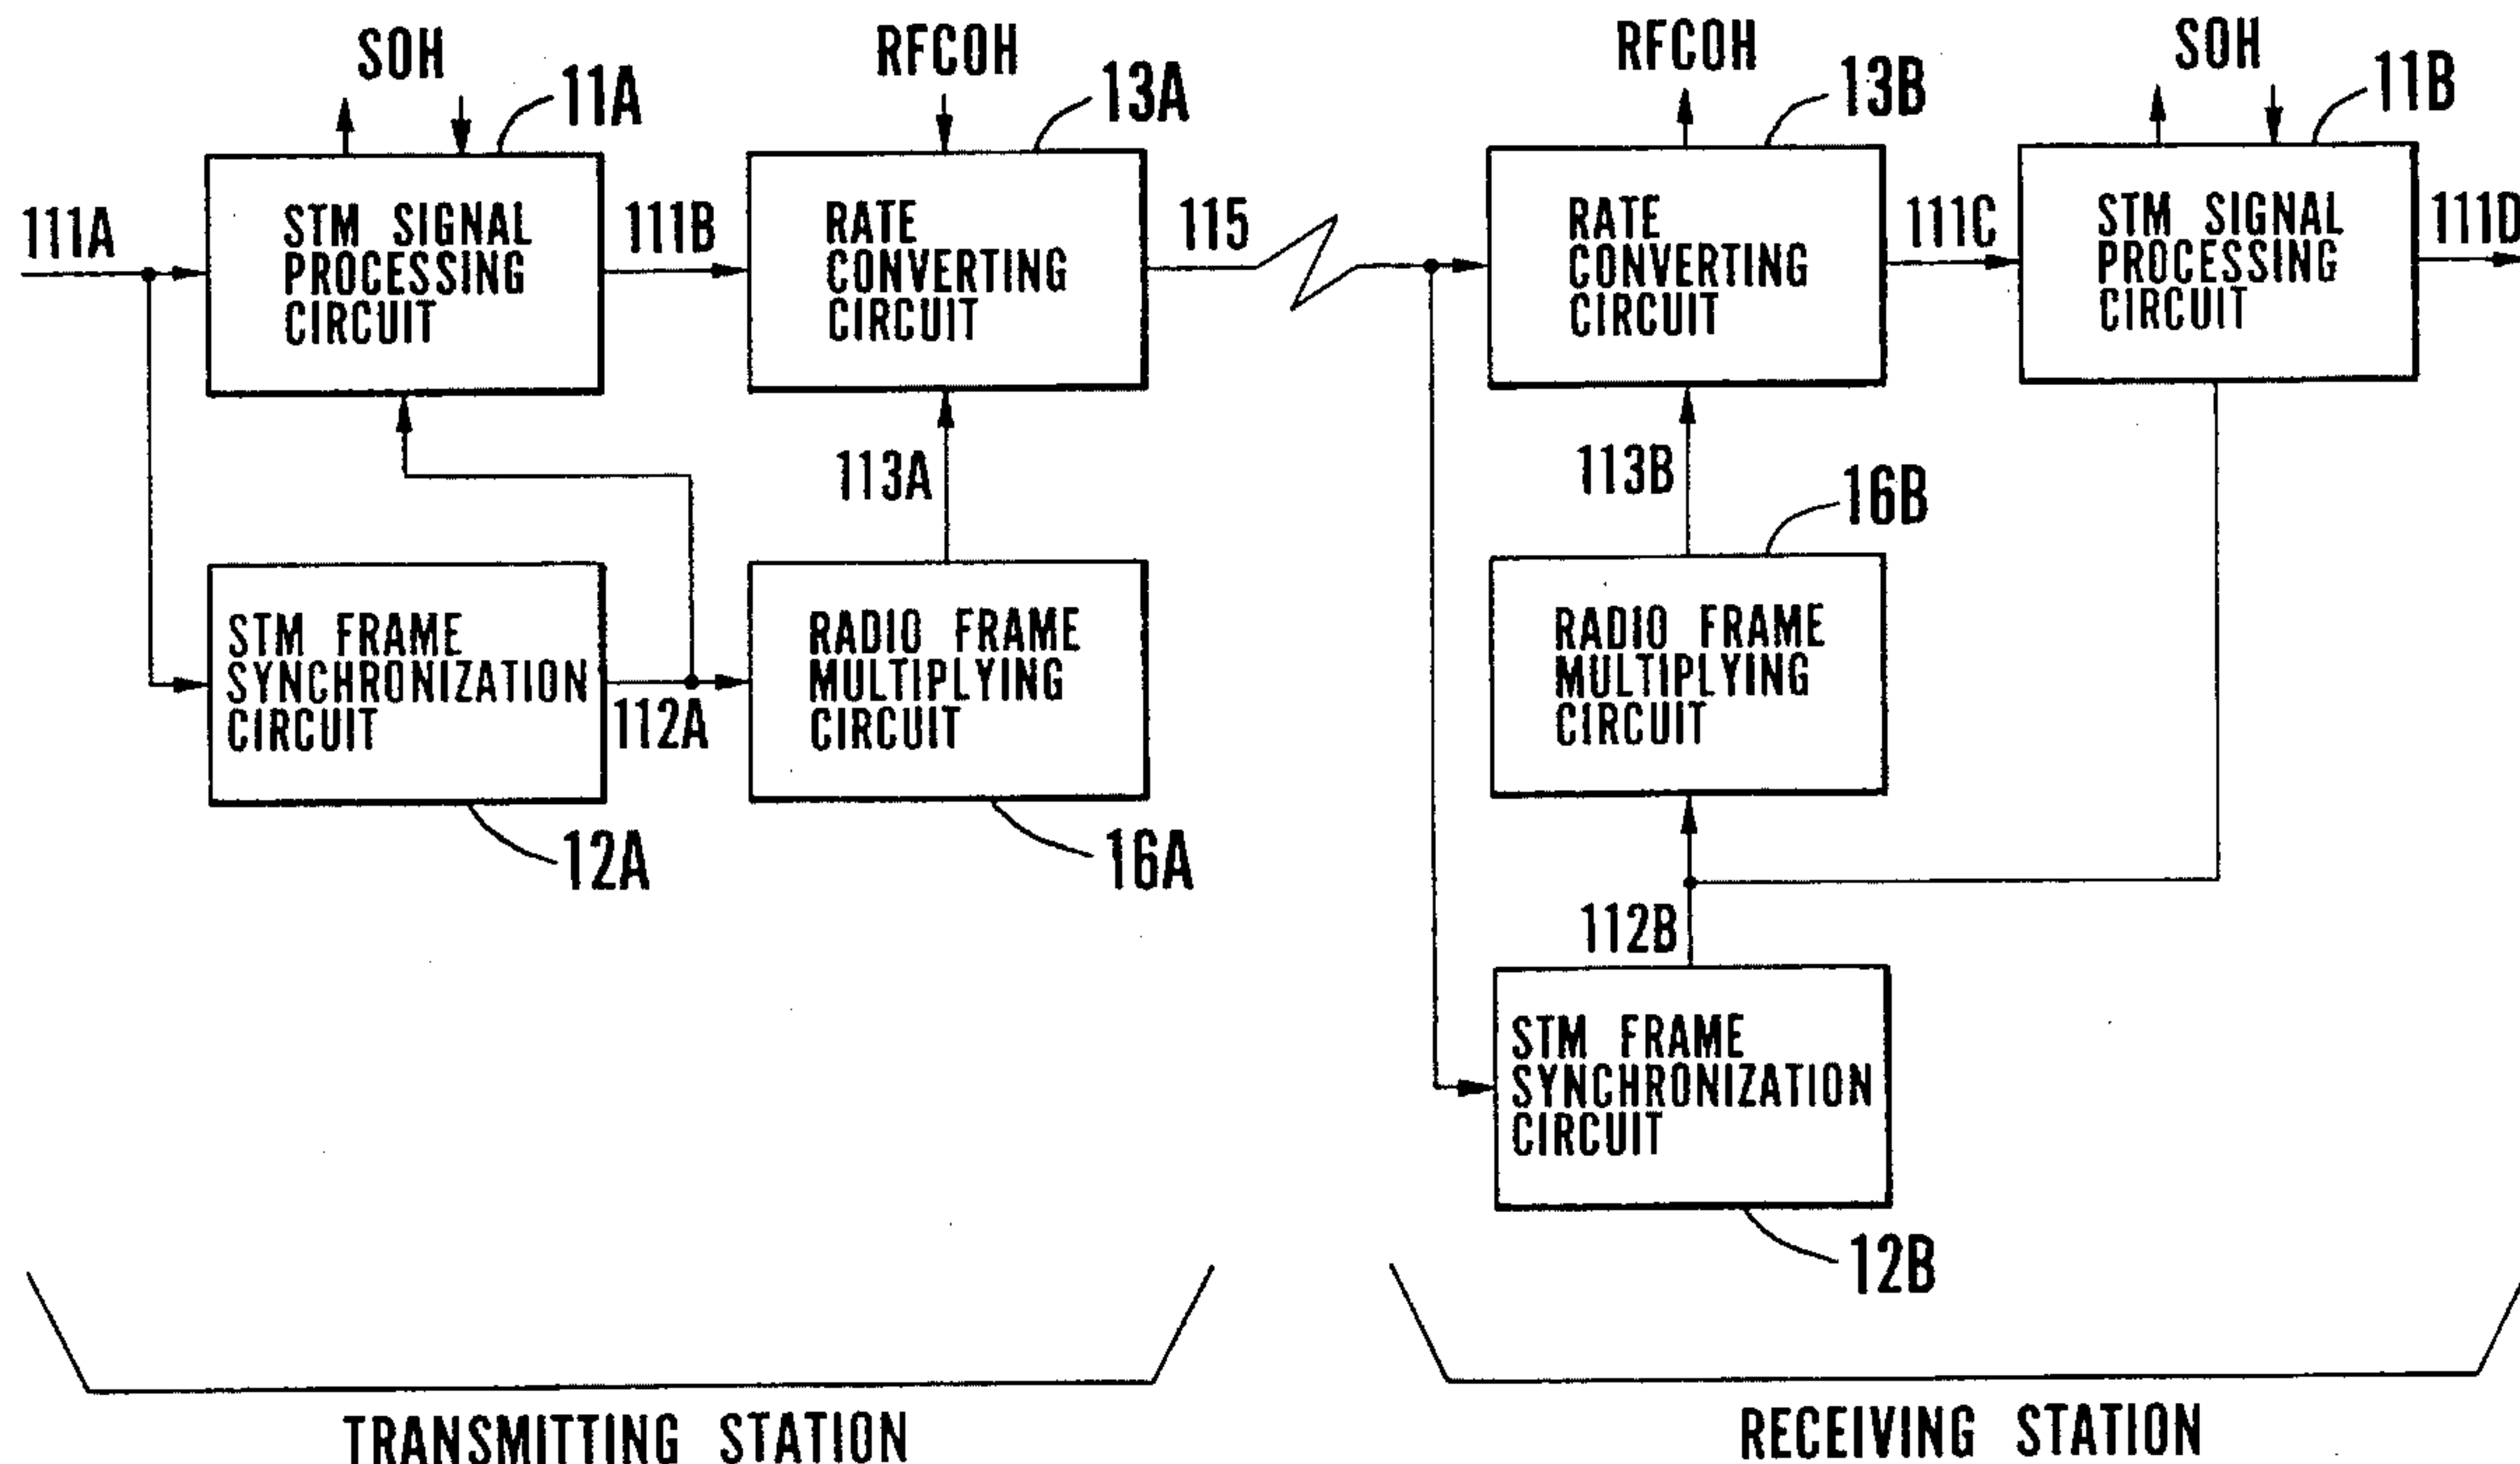 SOH
RFCOH
RFCOH
SOH
11A
13A
13B
11B
111A
STM SIGNAL
PROCESSING
CIRCUIT
111B
RATE
CONVERTING
CIRCUIT
115
RATE
CONVERTING
CIRCUIT
111C
STM SIGNAL
PROCESSING
CIRCUIT
111D
113A
113B
16B
STM FRAME
SYNCHRONIZATION
CIRCUIT
112A
RADIO FRAME
MULTIPLYING
CIRCUIT
RADIO FRAME
MULTIPLYING
CIRCUIT
12A
16A
112B
STM FRAME
SYNCHRONIZATION
CIRCUIT
12B
TRANSMITTING STATION
RECEIVING STATION